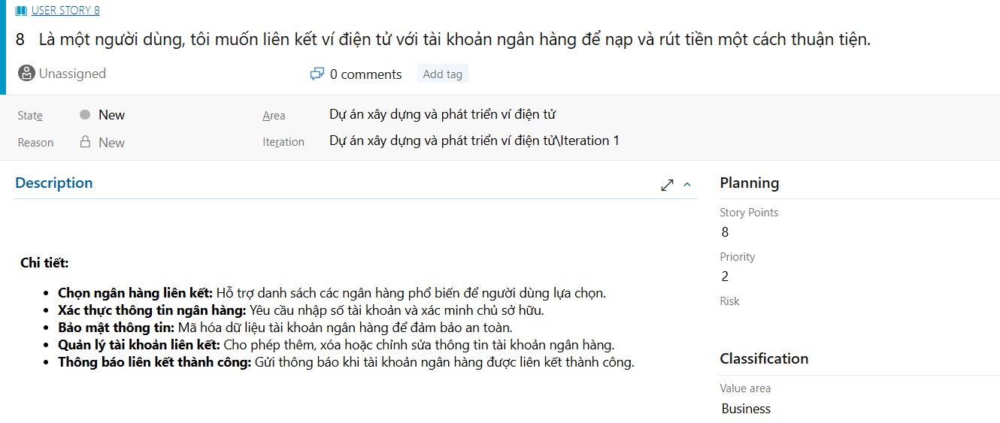 USER STORY 8
8 Là một người dùng, tôi muốn liên kết ví điện tử với tài khoản ngân hàng để nạp và rút tiền một cách thuận tiện.
Unassigned
0 comments
Add tag
State
New
Area
Dự án xây dựng và phát triển ví điện tử
Reason
New
Iteration
Dự án xây dựng và phát triển ví điện tử\Iteration 1
Description
Chi tiết:
• Chọn ngân hàng liên kết: Hỗ trợ danh sách các ngân hàng phổ biến để người dùng lựa chọn.
• Xác thực thông tin ngân hàng: Yêu cầu nhập số tài khoản và xác minh chủ sở hữu.
• Bảo mật thông tin: Mã hóa dữ liệu tài khoản ngân hàng để đảm bảo an toàn.
• Quản lý tài khoản liên kết: Cho phép thêm, xóa hoặc chỉnh sửa thông tin tài khoản ngân hàng.
• Thông báo liên kết thành công: Gửi thông báo khi tài khoản ngân hàng được liên kết thành công.
Planning
Story Points
8
Priority
2
Risk
Classification
Value area
Business